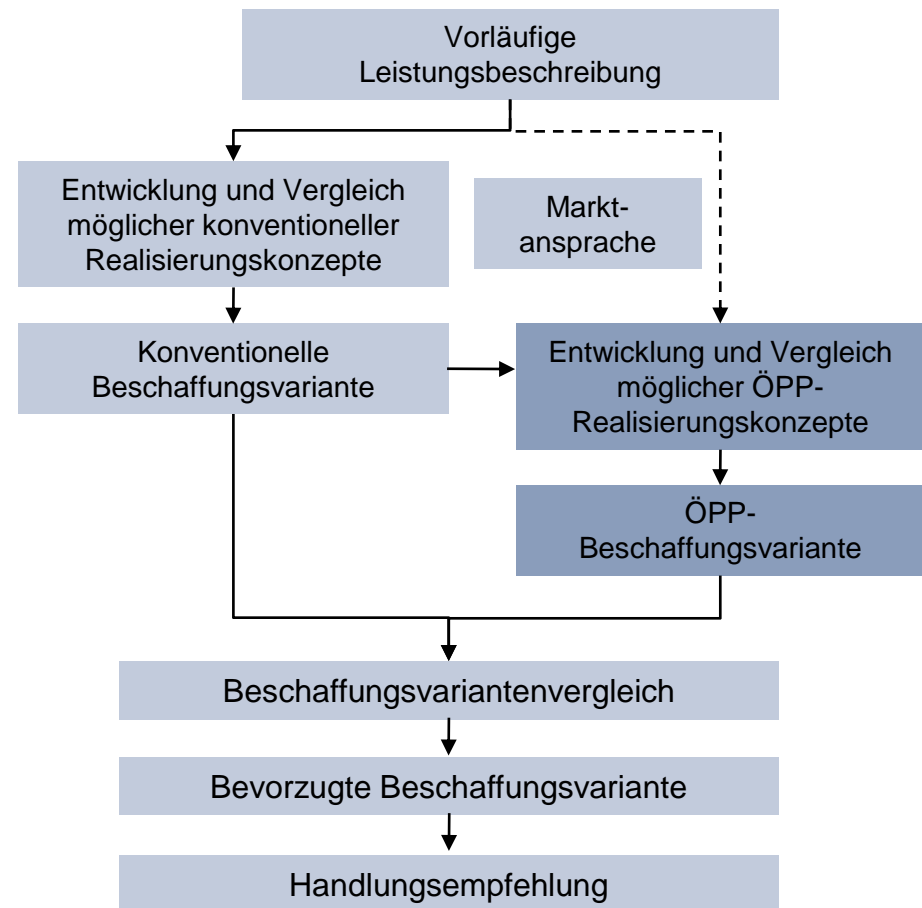 Vorläufige
Leistungsbeschreibung
Entwicklung und Vergleich
möglicher konventioneller
Realisierungskonzepte
Markt-
ansprache
Konventionelle
Beschaffungsvariante
Entwicklung und Vergleich
möglicher ÖPP-
Realisierungskonzepte
ÖPP-
Beschaffungsvariante
Beschaffungsvariantenvergleich
Bevorzugte Beschaffungsvariante
Handlungsempfehlung